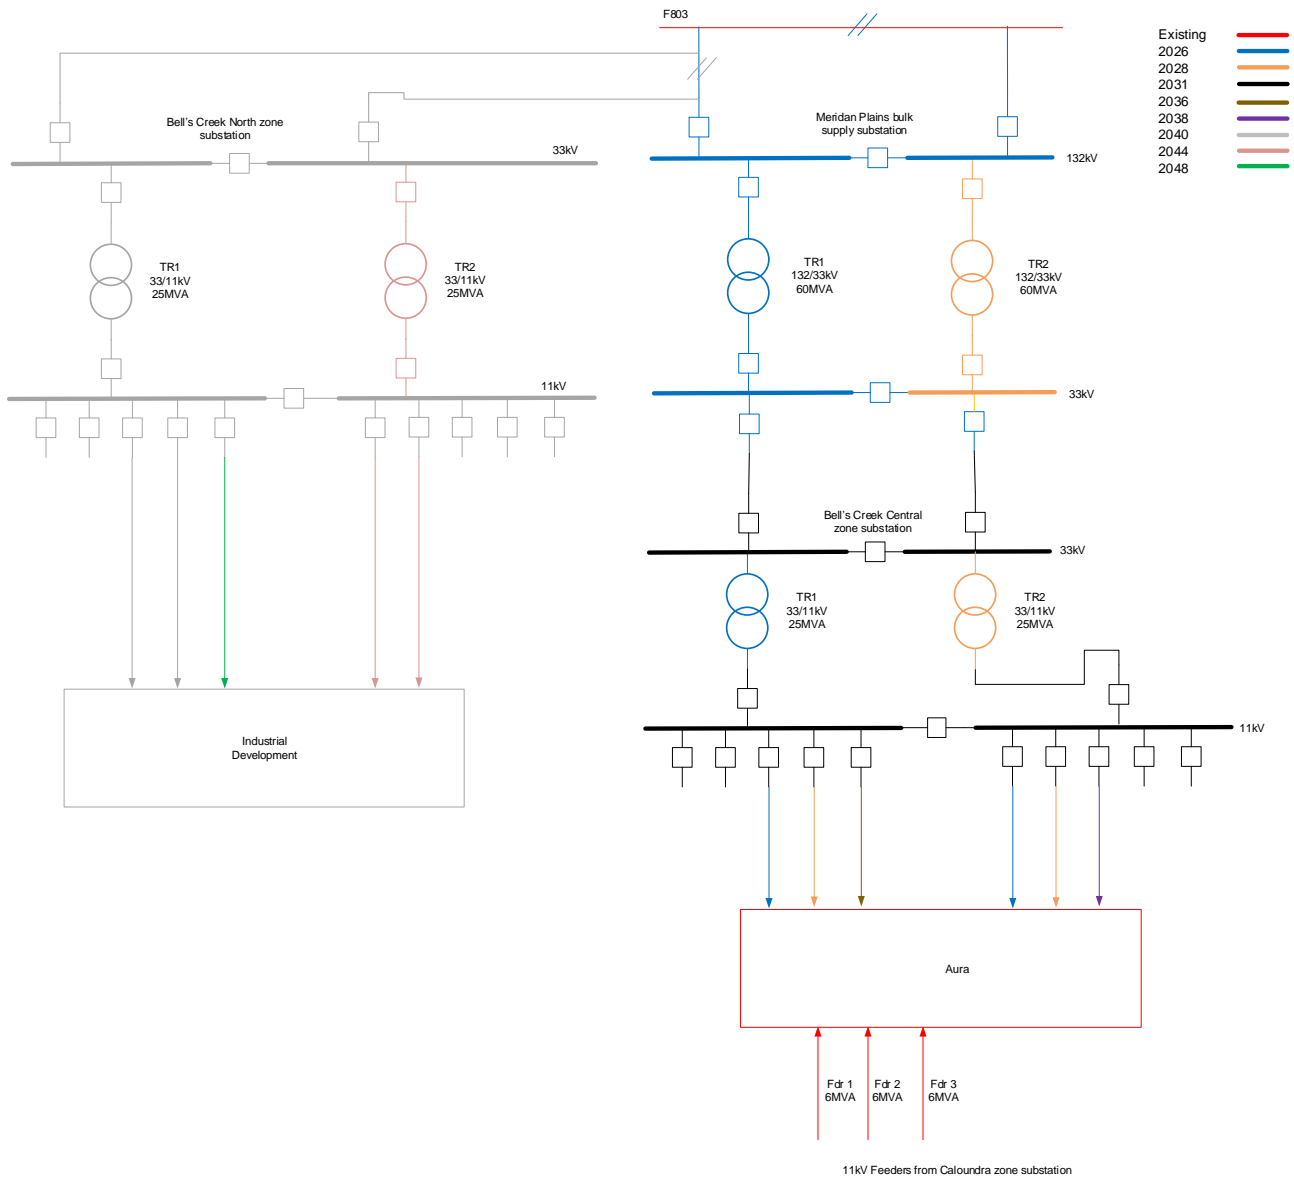 F803
Existing
2026
2028
2031
2036
2038
2040
2044
2048
Bell's Creek North zone
substation
33kV
Meridan Plains bulk
supply substation
132kV
TR1
33/11kV
25MVA
TR2
33/11kV
25MVA
TR1
132/33kV
60MVA
TR2
132/33kV
60MVA
11kV
33kV
Bell's Creek Central
zone substation
33kV
TR1
33/11kV
25MVA
TR2
33/11kV
25MVA
11kV
Industrial
Development
Aura
Fdr 1
6MVA
Fdr 2
6MVA
Fdr 3
6MVA
11kV Feeders from Caloundra zone substation